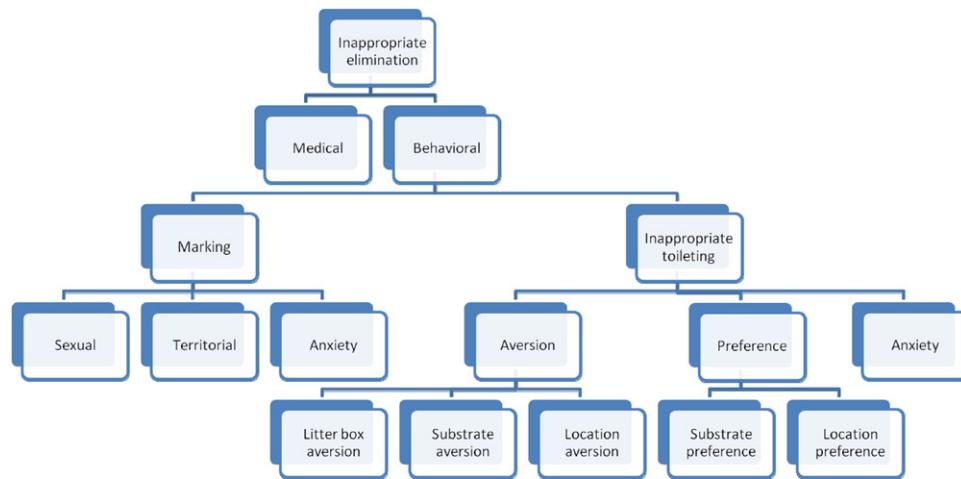 Inappropriate
elimination
Medical
Behavioral
Marking
Inappropriate
toileting
Sexual
Territorial
Anxiety
Aversion
Preference
Anxiety
Litter box
aversion
Substrate
aversion
Location
aversion
Substrate
preference
Location
preference